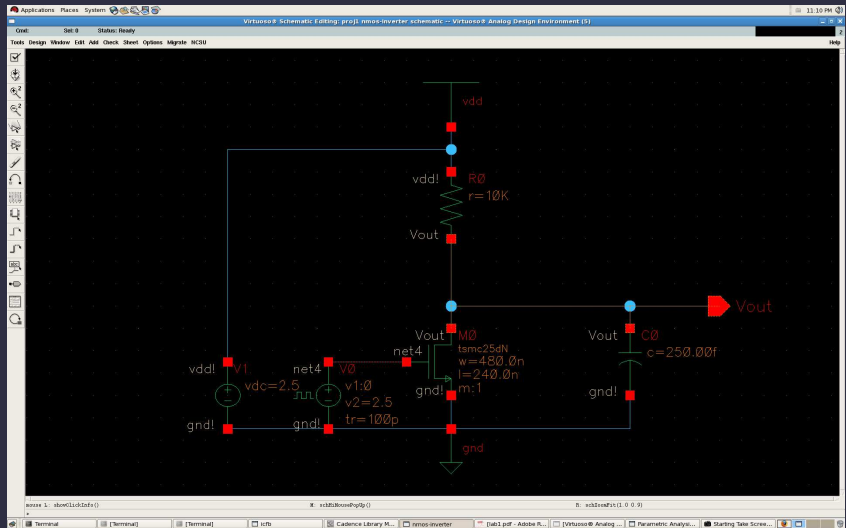 Applications Places System
11:10 PM
Virtuoso® Schematic Editing: proj1 nmos-inverter schematic -- Virtuoso® Analog Design Environment (5)
Cmd: Sel: 0 Status: Ready
2
Tools Design Window Edit Add Check Sheet Options Migrate NCSU Help
vdd
vdd! R0
r=10K
Vout
Vout
Vout M0
tsmc25dN
w=480.0n
l=240.0n
m:1
net4
gnd!
Vout C0
c=250.00f
gnd!
vdd! V1
vdc=2.5
gnd!
net4 V0
v1:0
v2=2.5
tr=100p
gnd!
gnd
mouse L: showClickInfo() M: schHiMousePopUp() R: schZoomFit(1.0 0.9)
>
Terminal [Terminal] [Terminal] icfb Cadence Library M... nmos-inverter [lab1.pdf - Adobe R... [Virtuoso® Analog ... Parametric Analysi... Starting Take Scree...